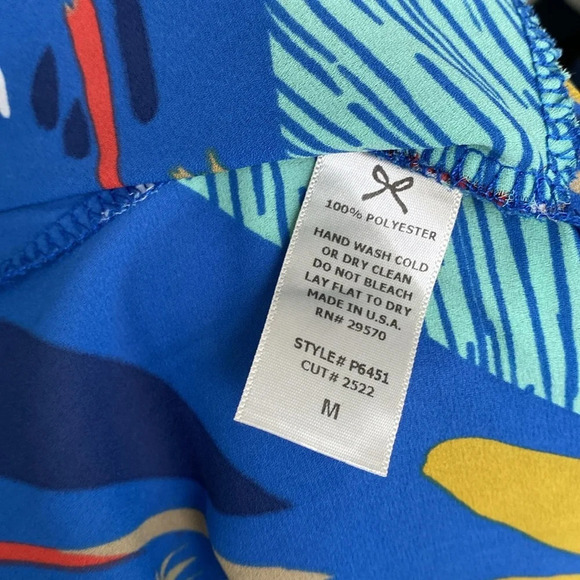 100% POLYESTER
HAND WASH COLD
OR DRY CLEAN
DO NOT BLEACH
LAY FLAT TO DRY
MADE IN U.S.A.
RN# 29570
STYLE# P6451
CUT# 2522
M